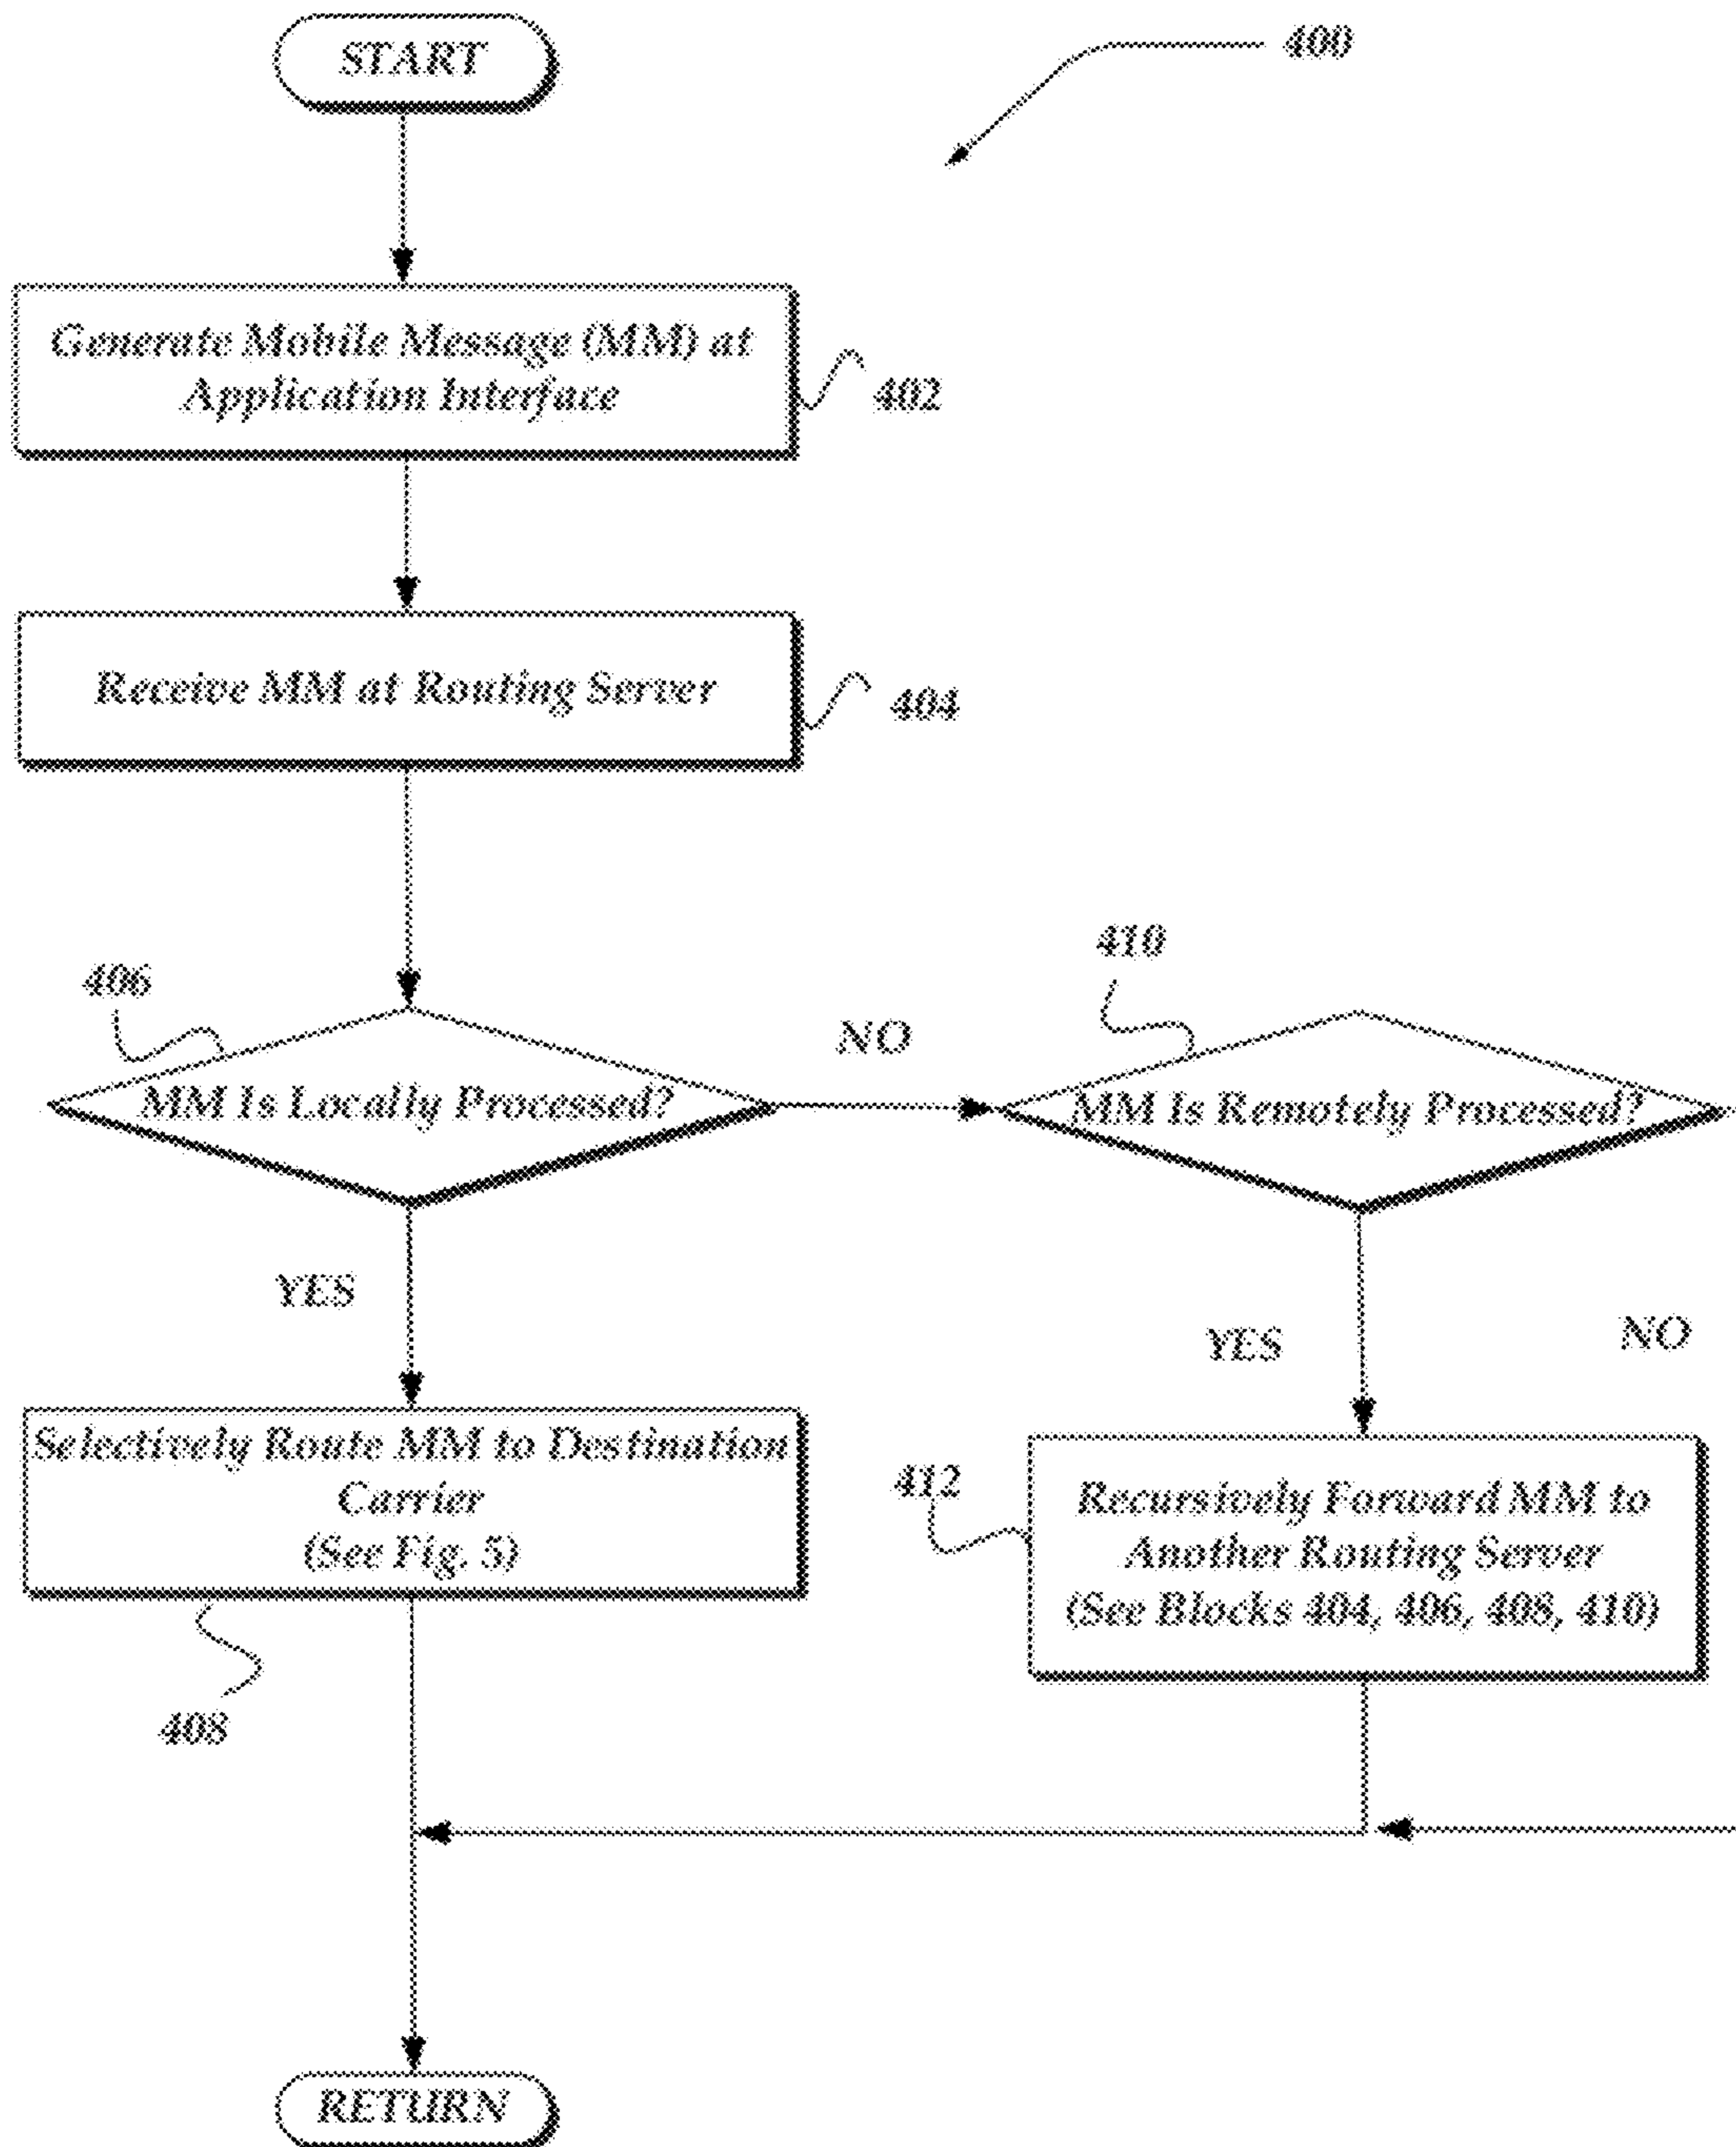 START
400
Generate Mobile Message (MM) at
Application Interface
402
Receive MM at Routing Server
404
406
410
NO
MM Is Locally Processed?
MM Is Remotely Processed?
YES
YES
NO
Selectively Route MM to Destination
Carrier
(See Fig. 5)
408
412
Recursively Forward MM to
Another Routing Server
(See Blocks 404, 406, 408, 410)
RETURN